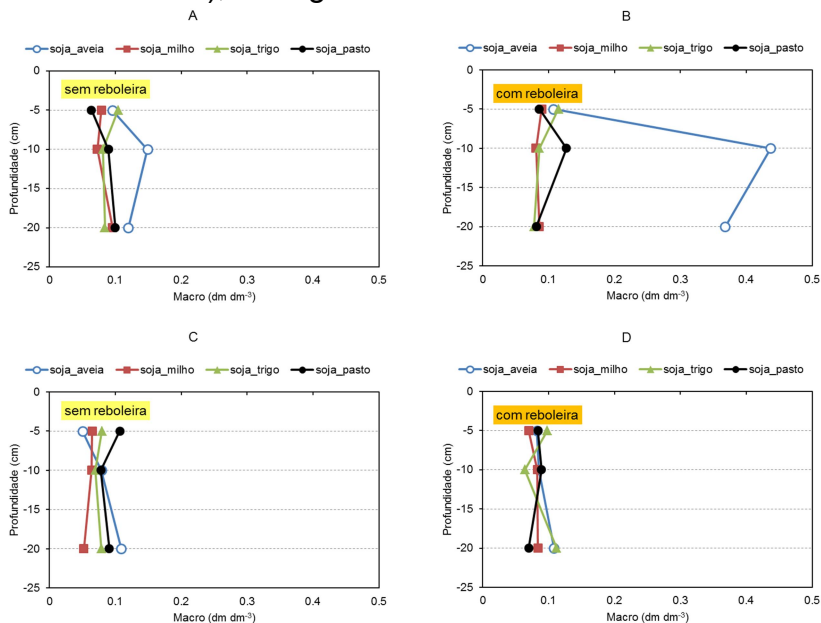 A
soja_aveia soja_milho soja_trigo soja_pasto
sem reboleira
Profundidade (cm)
0
-5
-10
-15
-20
-25
0 0.1 0.2 0.3 0.4 0.5
Macro (dm dm-3)
B
soja_aveia soja_milho soja_trigo soja_pasto
com reboleira
Profundidade (cm)
0
-5
-10
-15
-20
-25
0 0.1 0.2 0.3 0.4 0.5
Macro (dm dm-3)
C
soja_aveia soja_milho soja_trigo soja_pasto
sem reboleira
Profundidade (cm)
0
-5
-10
-15
-20
-25
0 0.1 0.2 0.3 0.4 0.5
Macro (dm dm-3)
D
soja_aveia soja_milho soja_trigo soja_pasto
com reboleira
Profundidade (cm)
0
-5
-10
-15
-20
-25
0 0.1 0.2 0.3 0.4 0.5
Macro (dm dm-3)